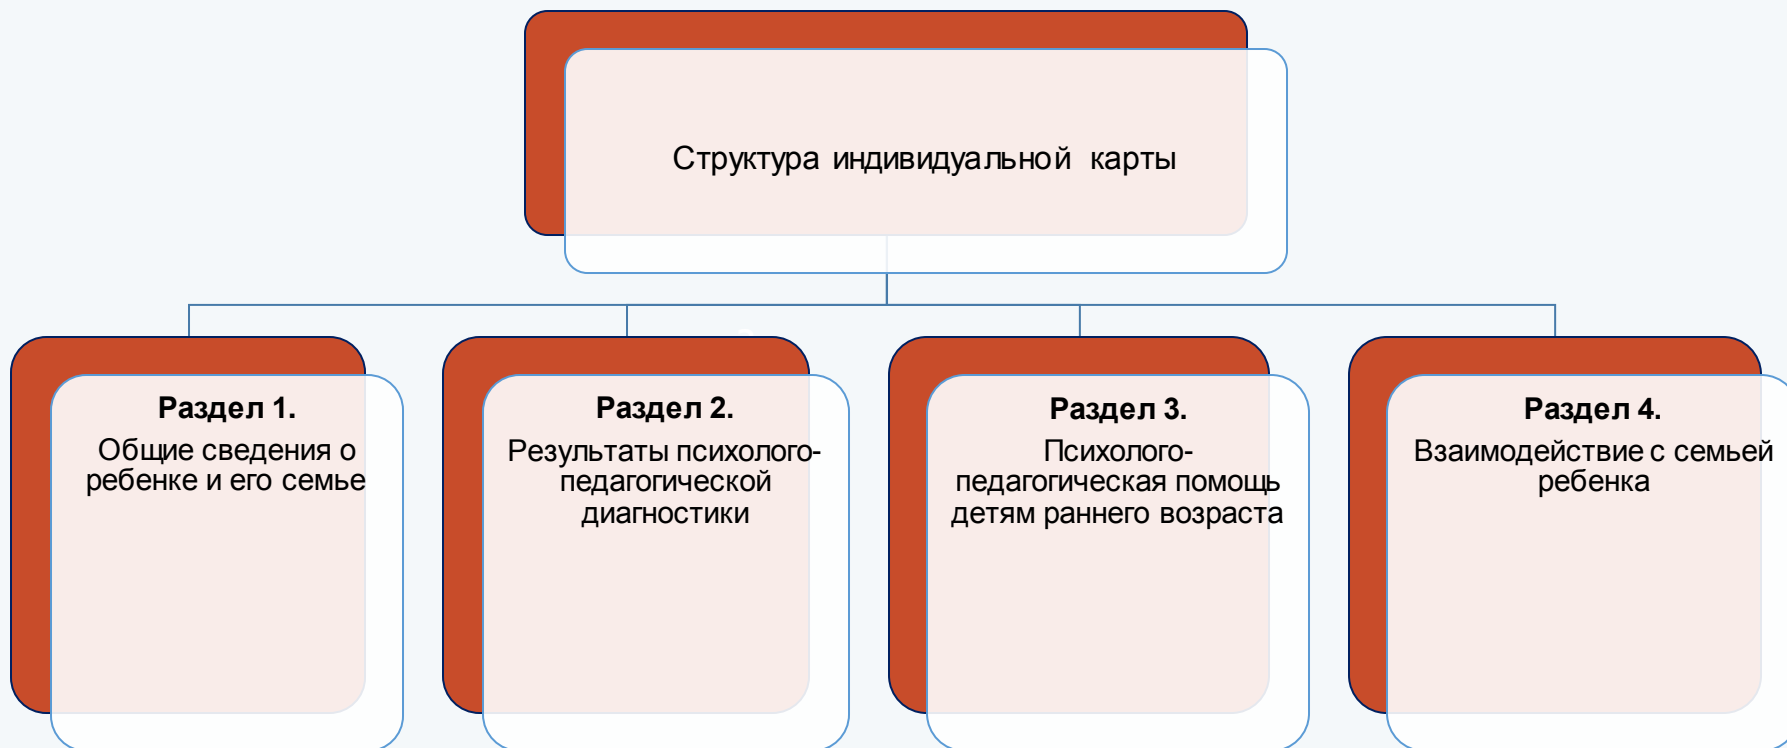 Структура индивидуальной карты
Раздел 1.
Общие сведения о
ребенке и его семье
Раздел 2.
Результаты психолого-
педагогической
диагностики
Раздел 3.
Психолого-
педагогическая помощь
детям раннего возраста
Раздел 4.
Взаимодействие с семьей
ребенка